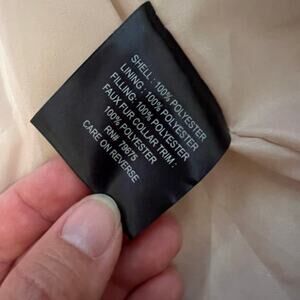 SHELL : 100% POLYESTER
LINING : 100% POLYESTER
FILLING: 100% POLYESTER
FAUX FUR COLLAR TRIM :
100% POLYESTER
RN# 79675
CARE ON REVERSE